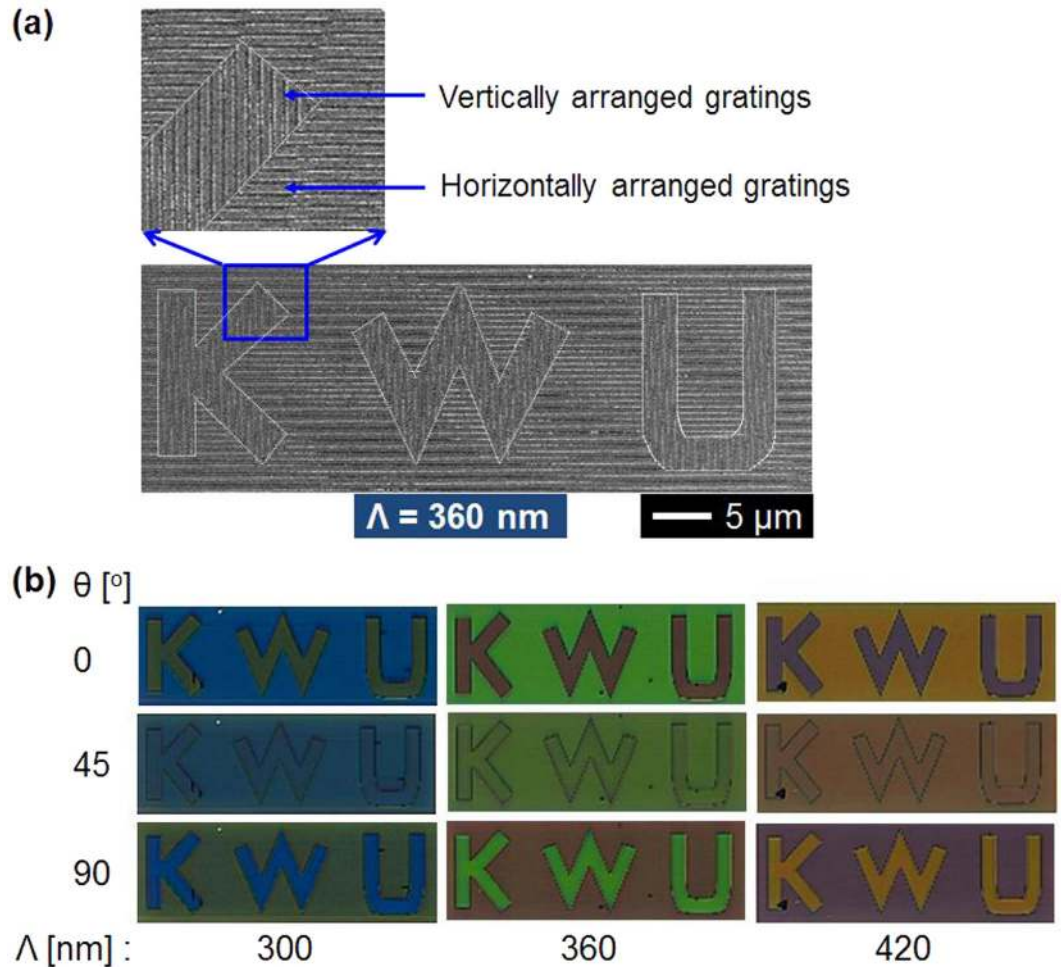 (a)
Vertically arranged gratings
Horizontally arranged gratings
K W U
Λ = 360 nm
5 μm
(b) θ [o]
0
K W U K W U K W U
45
K W U K W U K W U
90
K W U K W U K W U
Λ [nm] : 300 360 420